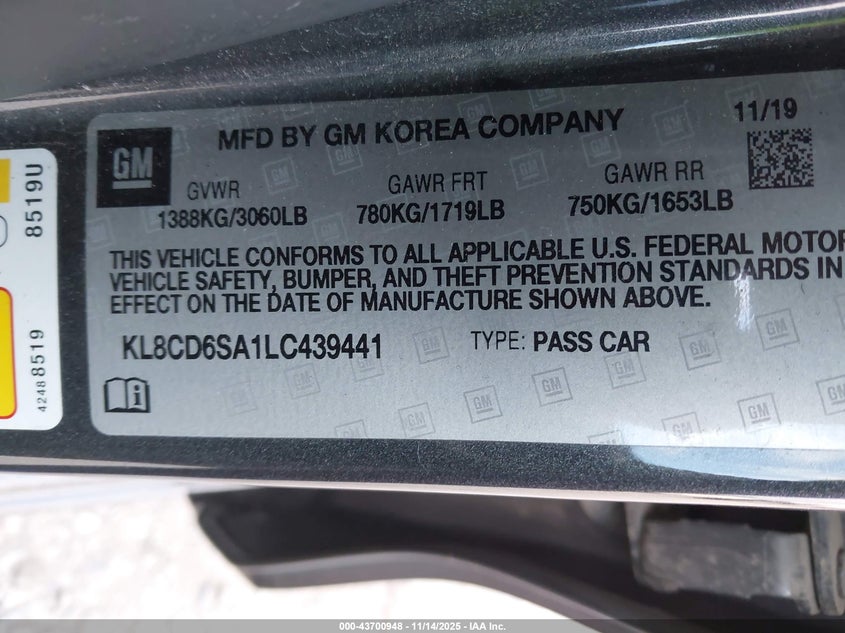 GM
MFD BY GM KOREA COMPANY
11/19
GVWR
GAWR FRT
GAWR RR
1388KG/3060LB
780KG/1719LB
750KG/1653LB
THIS VEHICLE CONFORMS TO ALL APPLICABLE U.S. FEDERAL MOTOR
VEHICLE SAFETY, BUMPER, AND THEFT PREVENTION STANDARDS IN
EFFECT ON THE DATE OF MANUFACTURE SHOWN ABOVE.
KL8CD6SA1LC439441
TYPE: PASS CAR
8519U
42488519
000-43700948 - 11/14/2025 - IAA Inc.